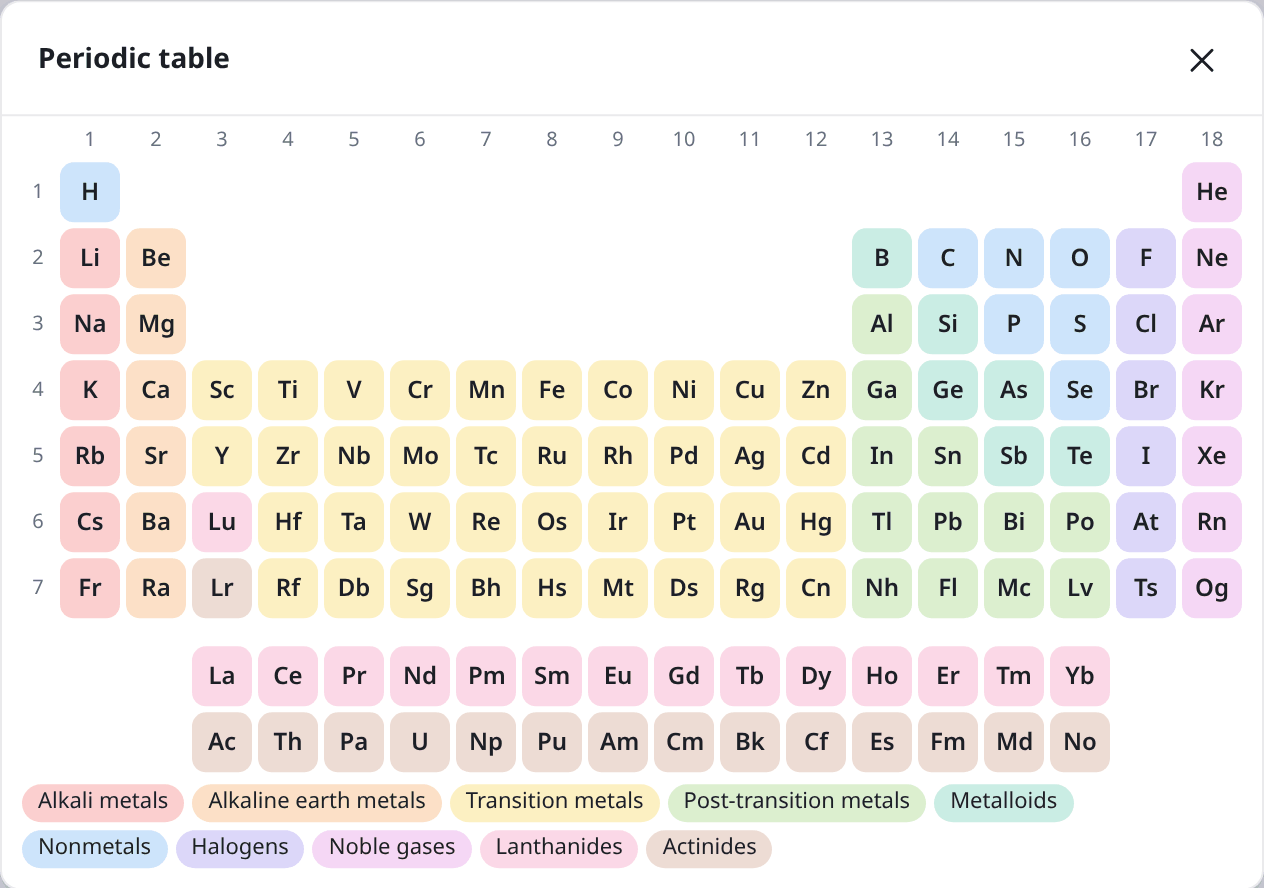 Periodic table
1 2 3 4 5 6 7 8 9 10 11 12 13 14 15 16 17 18
1 H He
2 Li Be B C N O F Ne
3 Na Mg Al Si P S Cl Ar
4 K Ca Sc Ti V Cr Mn Fe Co Ni Cu Zn Ga Ge As Se Br Kr
5 Rb Sr Y Zr Nb Mo Tc Ru Rh Pd Ag Cd In Sn Sb Te I Xe
6 Cs Ba Lu Hf Ta W Re Os Ir Pt Au Hg Tl Pb Bi Po At Rn
7 Fr Ra Lr Rf Db Sg Bh Hs Mt Ds Rg Cn Nh Fl Mc Lv Ts Og
La Ce Pr Nd Pm Sm Eu Gd Tb Dy Ho Er Tm Yb
Ac Th Pa U Np Pu Am Cm Bk Cf Es Fm Md No
Alkali metals Alkaline earth metals Transition metals Post-transition metals Metalloids
Nonmetals Halogens Noble gases Lanthanides Actinides